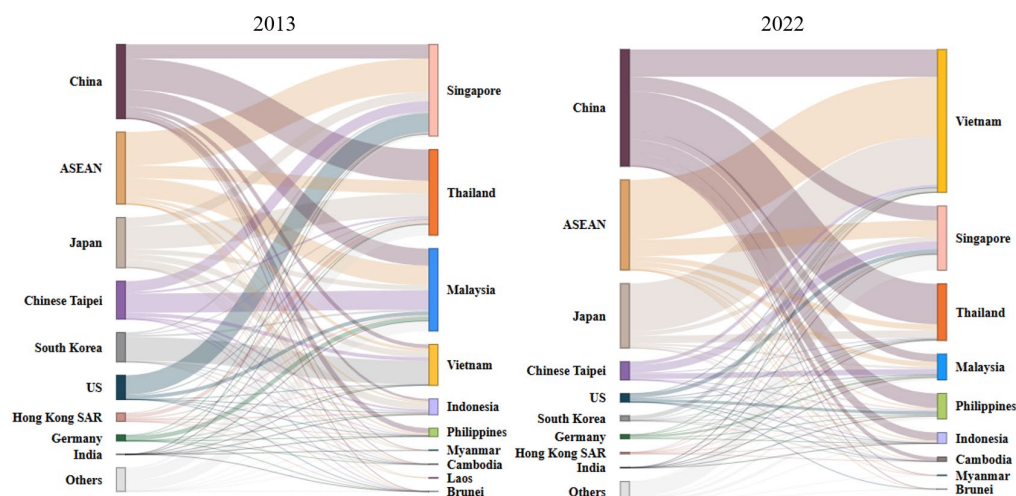 2013
China
ASEAN
Japan
Chinese Taipei
South Korea
US
Hong Kong SAR
Germany
India
Others
Singapore
Thailand
Malaysia
Vietnam
Indonesia
Philippines
Myanmar
Cambodia
Laos
Brunei
2022
China
ASEAN
Japan
Chinese Taipei
US
South Korea
Germany
Hong Kong SAR
India
Others
Vietnam
Singapore
Thailand
Malaysia
Philippines
Indonesia
Cambodia
Myanmar
Brunei